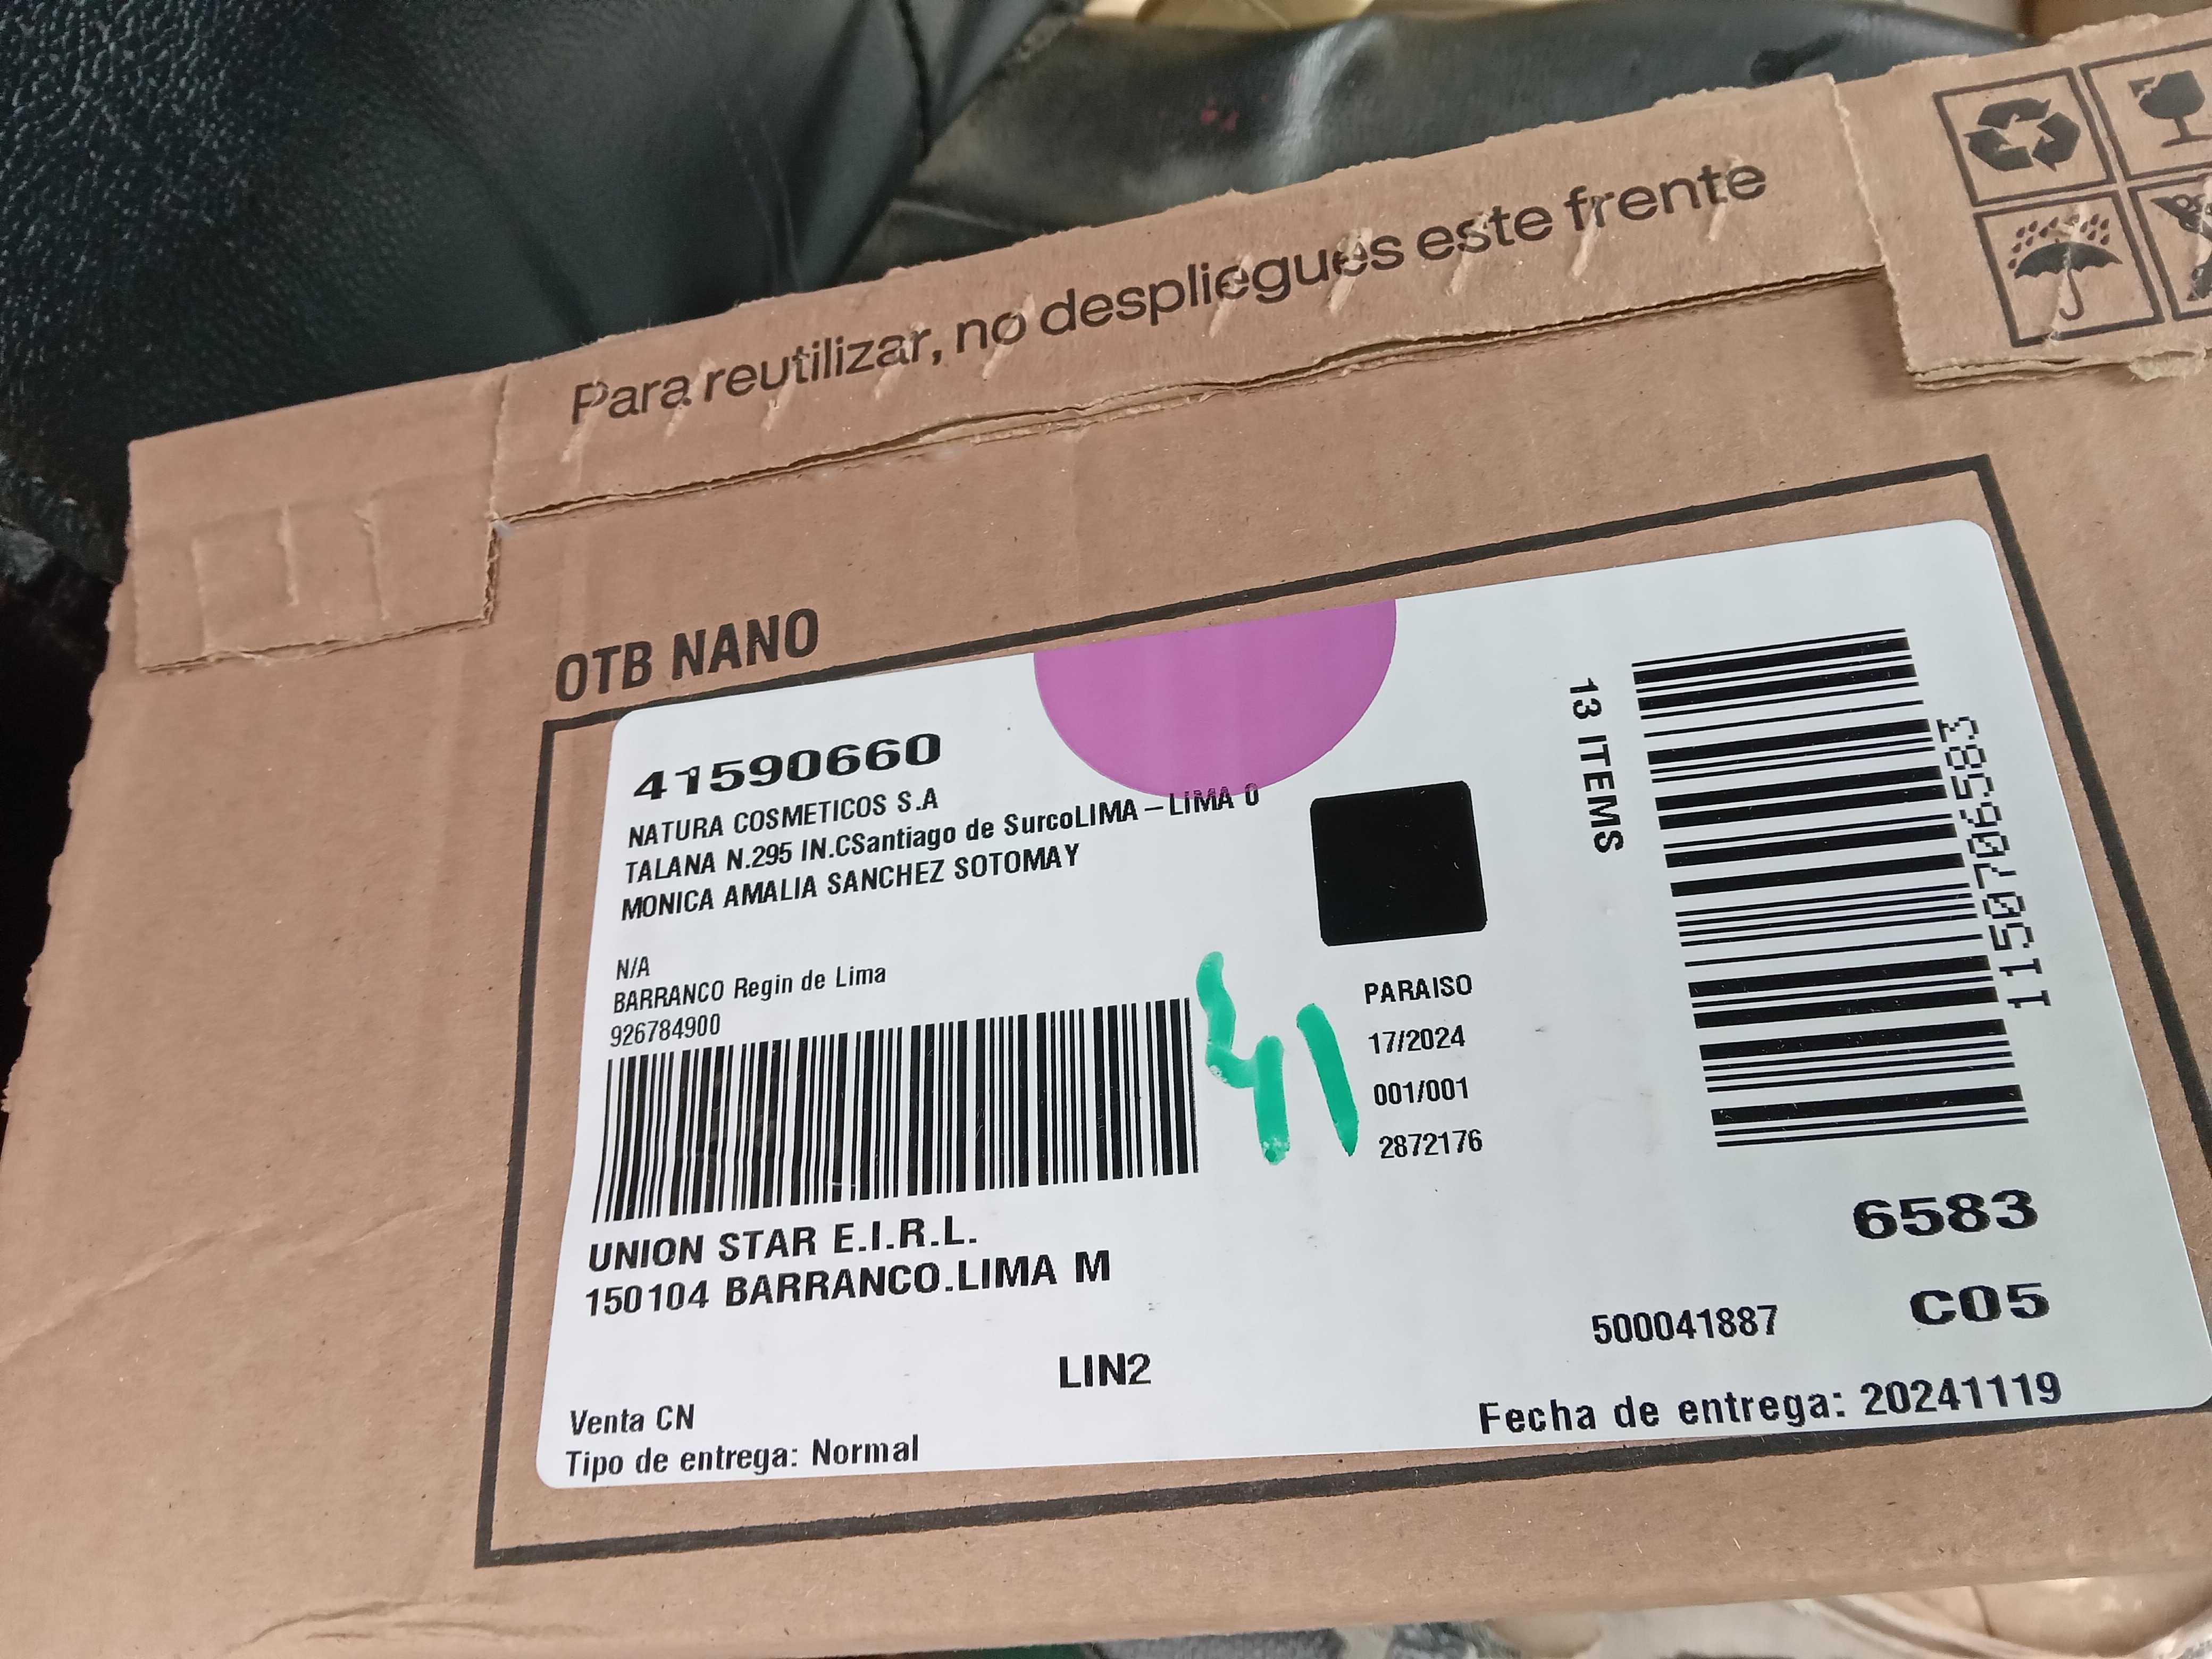 Para reutilizar, no despliegues este frente
OTB NANO
41590660
NATURA COSMETICOS S.A
TALANA N.295 IN.CSantiago de SurcoLIMA – LIMA 0
MONICA AMALIA SANCHEZ SOTOMAY
N/A
BARRANCO Regin de Lima
926784900
41
UNION STAR E.I.R.L.
150104 BARRANCO.LIMA M
LIN2
Venta CN
Tipo de entrega: Normal
PARAISO
17/2024
001/001
2872176
13 ITEMS
1150706583
6583
C05
500041887
Fecha de entrega: 20241119